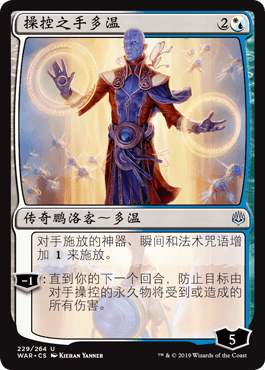 操控之手多温 2
传奇鹏洛客～多温
对手施放的神器、瞬间和法术咒语增
加 1 来施放。
-1 :直到你的下一个回合，防止目标由
对手操控的永久物将受到或造成的
所有伤害。
5
229/264 U
WAR • CS KIERAN YANNER
™ & © 2019 Wizards of the Coast